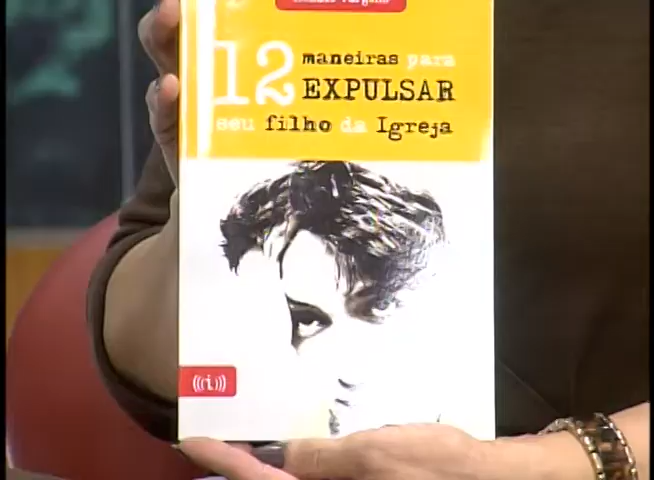 12 maneiras para
EXPULSAR
seu filho da Igreja
(((i)))